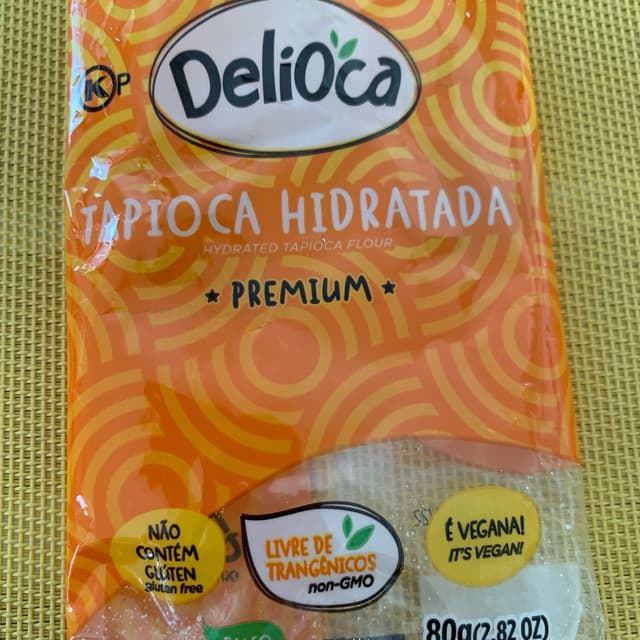 K P
DeliOca
TAPIOCA HIDRATADA
HYDRATED TAPIOCA FLOUR
★ PREMIUM ★
NÃO
CONTÉM
GLÚTEN
gluten free
LIVRE DE
TRANGÊNICOS
non-GMO
É VEGANA!
IT'S VEGAN!
80g(2,82 OZ)